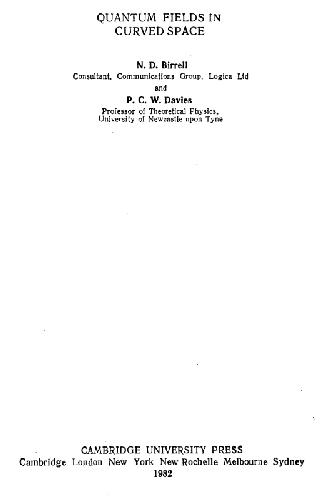 QUANTUM FIELDS IN
CURVED SPACE
N. D. Birrell
Consultant, Communications Group, Logica Ltd
and
P. C. W. Davies
Professor of Theoretical Physics,
University of Newcastle upon Tyne
CAMBRIDGE UNIVERSITY PRESS
Cambridge London New York New Rochelle Melbourne Sydney
1982